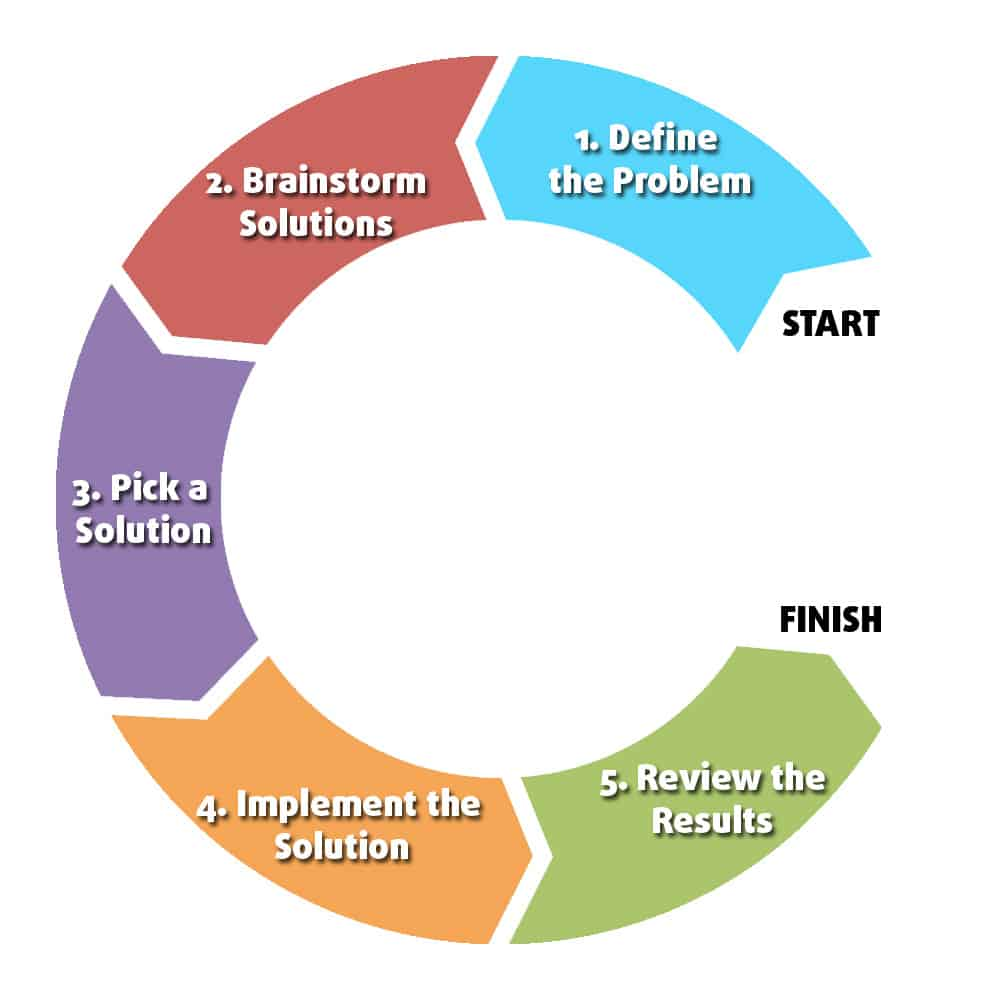 1. Define
the Problem
START
2. Brainstorm
Solutions
3. Pick a
Solution
4. Implement the
Solution
5. Review the
Results
FINISH